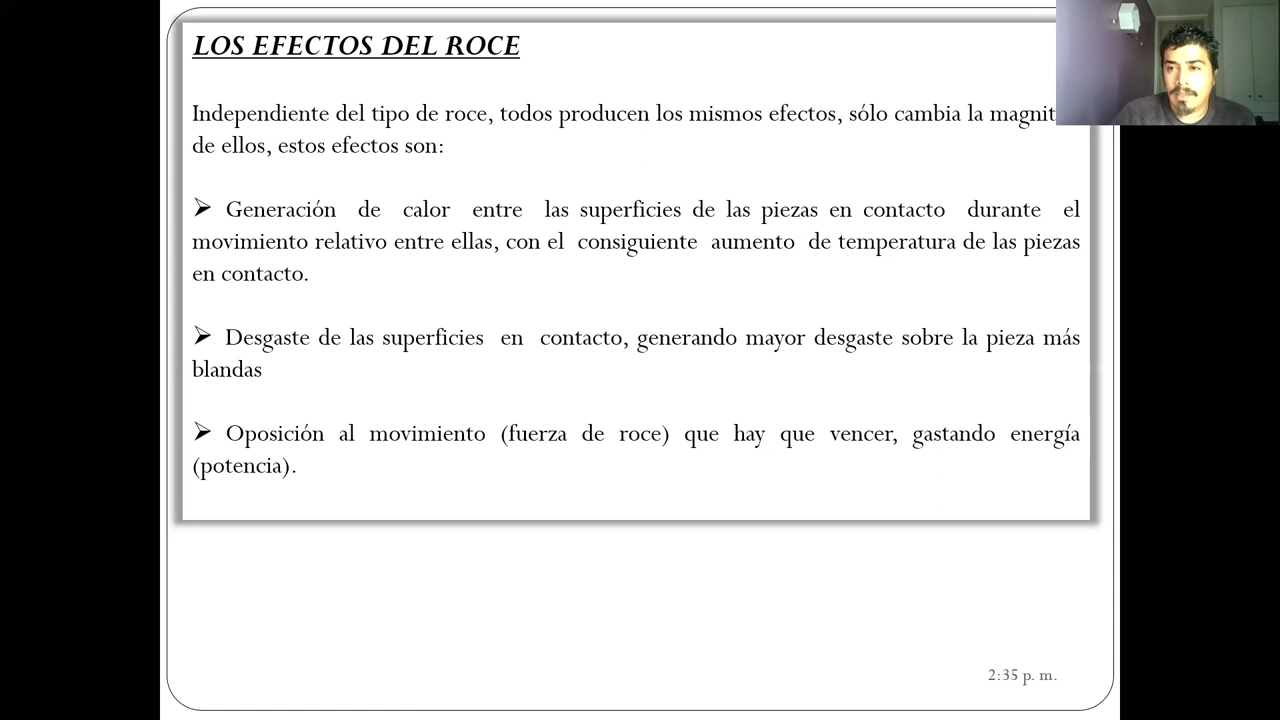 LOS EFECTOS DEL ROCE
Independiente del tipo de roce, todos producen los mismos efectos, sólo cambia la
de ellos, estos efectos son:
➢ Generación de calor entre las superficies de las piezas en contacto durante el
movimiento relativo entre ellas, con el consiguiente aumento de temperatura de las piezas
en contacto.
➢ Desgaste de las superficies en contacto, generando mayor desgaste sobre la pieza más
blandas
➢ Oposición al movimiento (fuerza de roce) que hay que vencer, gastando energía
(potencia).
2:35 p. m.